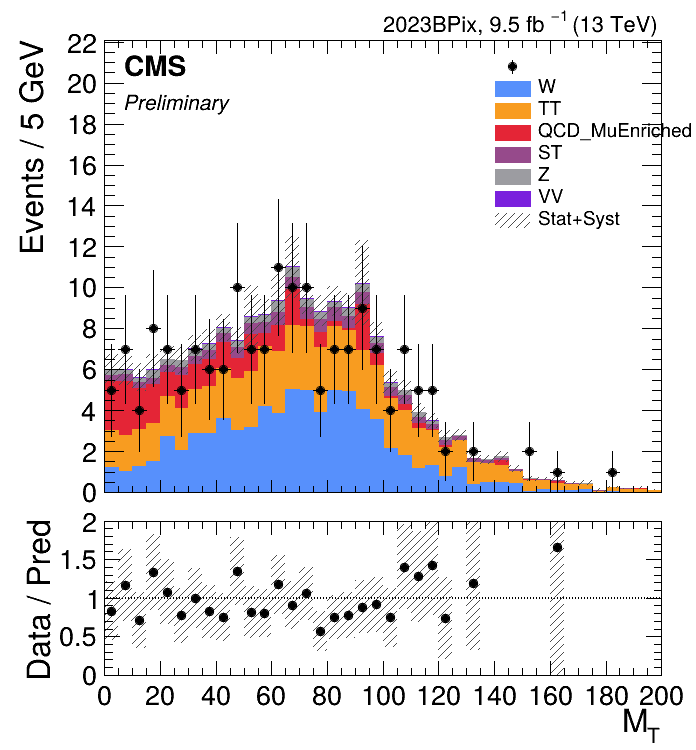 2023BPix, 9.5 fb ⁻¹ (13 TeV)
CMS
Preliminary
W
TT
QCD_MuEnriched
ST
Z
VV
Stat+Syst
Events / 5 GeV
22
20
18
16
14
12
10
8
6
4
2
0
Data / Pred
2
1.5
1
0.5
0
0 20 40 60 80 100 120 140 160 180 200
M_T